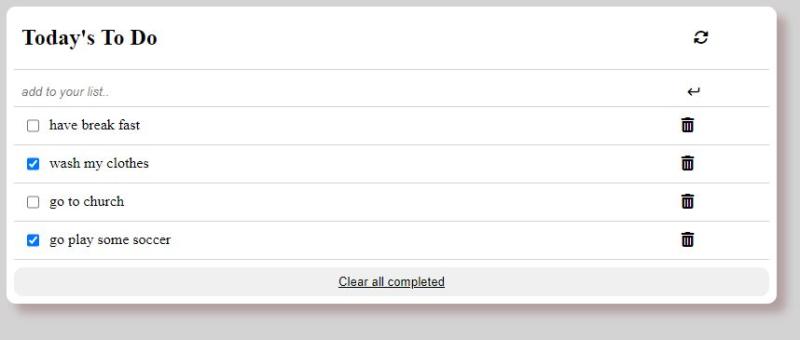 Today's To Do
add to your list..
have break fast
wash my clothes
go to church
go play some soccer
Clear all completed